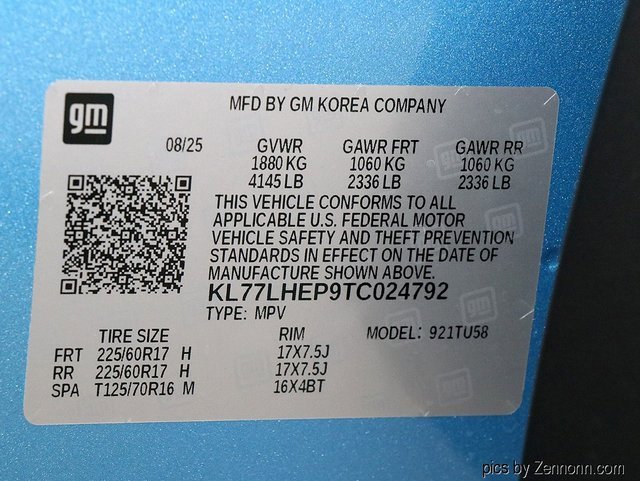 gm
MFD BY GM KOREA COMPANY
08/25 GVWR GAWR FRT GAWR RR
1880 KG 1060 KG 1060 KG
4145 LB 2336 LB 2336 LB
THIS VEHICLE CONFORMS TO ALL
APPLICABLE U.S. FEDERAL MOTOR
VEHICLE SAFETY AND THEFT PREVENTION
STANDARDS IN EFFECT ON THE DATE OF
MANUFACTURE SHOWN ABOVE.
KL77LHEP9TC024792
TYPE: MPV
TIRE SIZE RIM MODEL: 921TU58
FRT 225/60R17 H 17X7.5J
RR 225/60R17 H 17X7.5J
SPA T125/70R16 M 16X4BT
pics by Zennonn.com